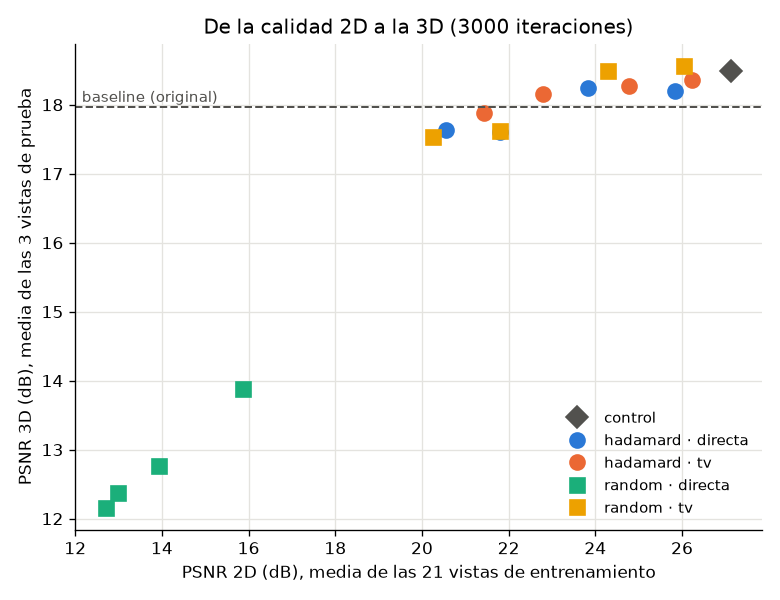 De la calidad 2D a la 3D (3000 iteraciones)
PSNR 3D (dB), media de las 3 vistas de prueba
18
17
16
15
14
13
12
baseline (original)
control
hadamard · directa
hadamard · tv
random · directa
random · tv
12 14 16 18 20 22 24 26
PSNR 2D (dB), media de las 21 vistas de entrenamiento